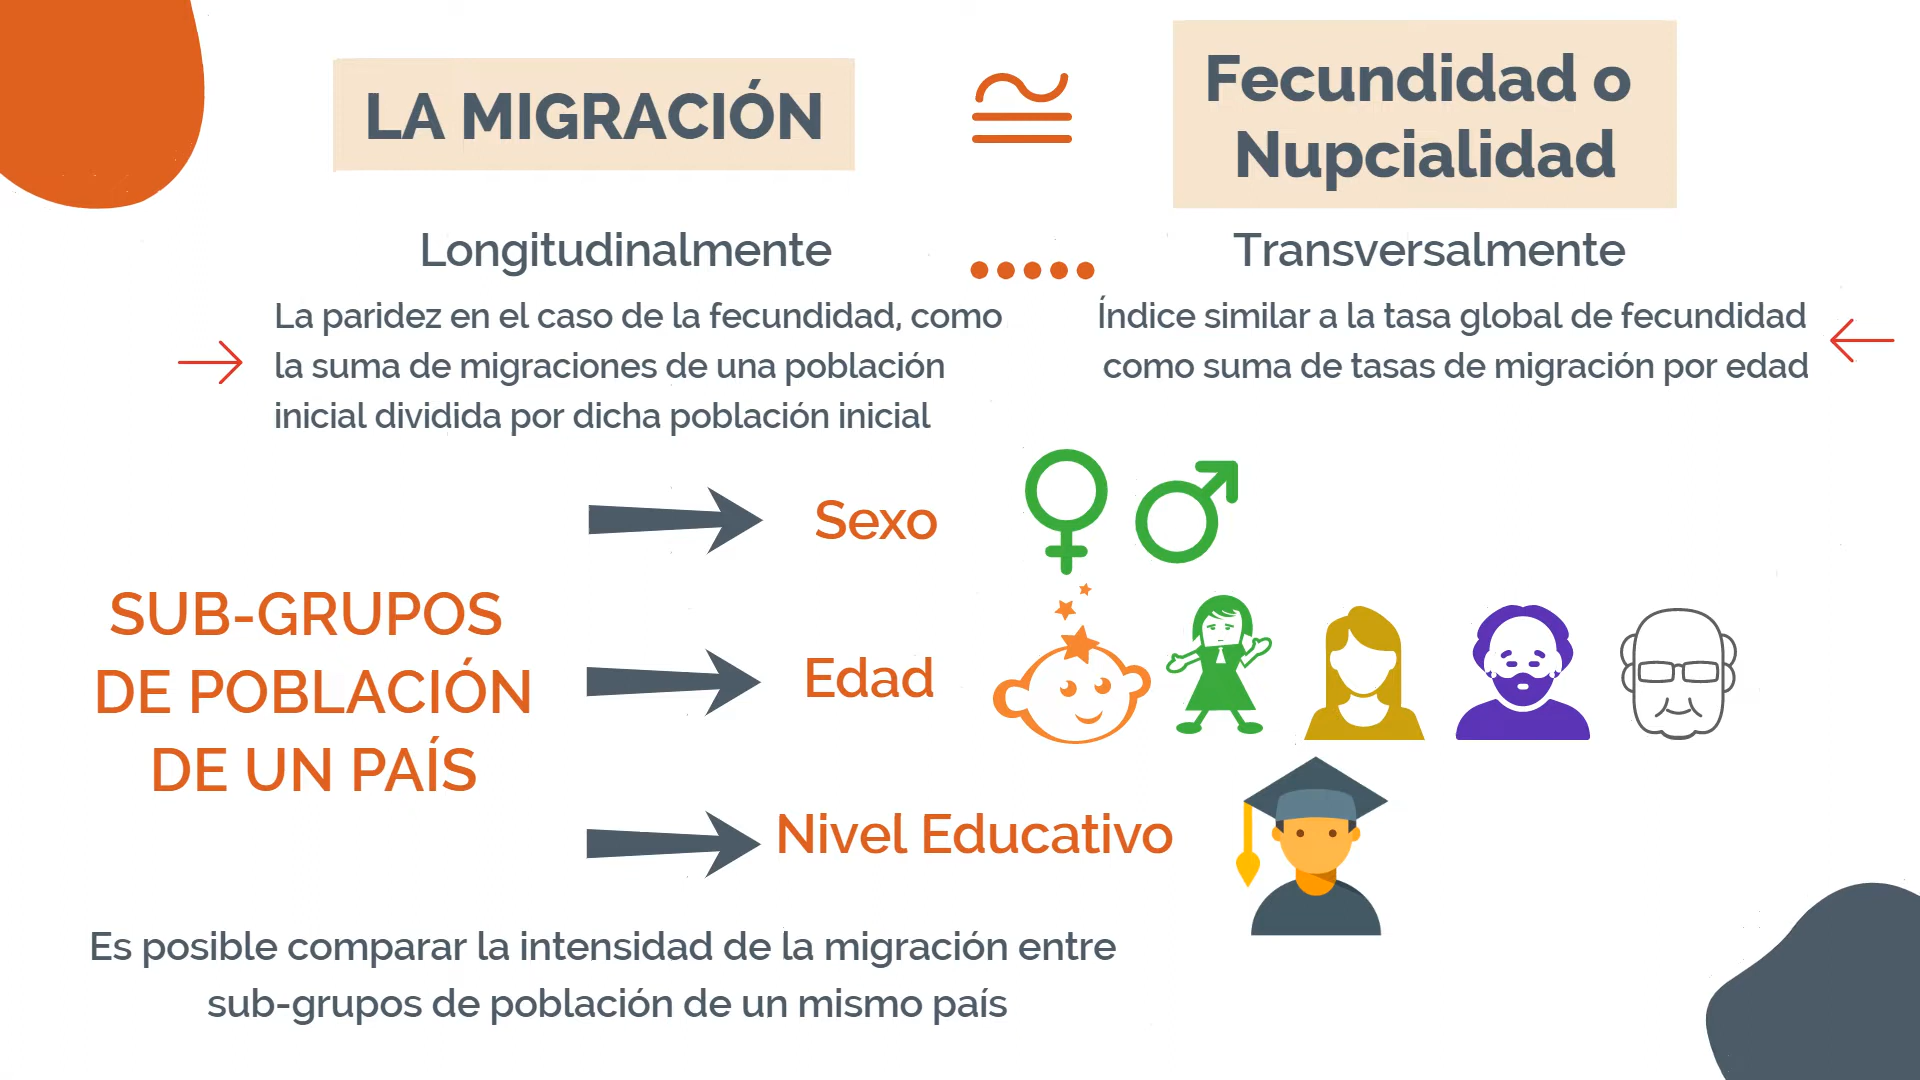 LA MIGRACIÓN
≅
Fecundidad o
Nupcialidad
Longitudinalmente
Transversalmente
La paridez en el caso de la fecundidad, como
la suma de migraciones de una población
inicial dividida por dicha población inicial
Índice similar a la tasa global de fecundidad
como suma de tasas de migración por edad
SUB-GRUPOS
DE POBLACIÓN
DE UN PAÍS
Sexo
Edad
Nivel Educativo
Es posible comparar la intensidad de la migración entre
sub-grupos de población de un mismo país